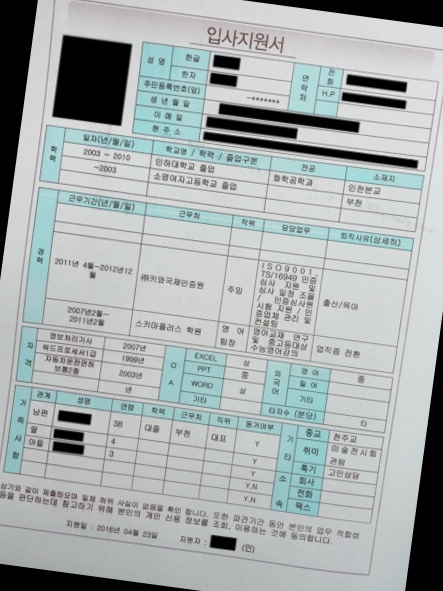 입사지원서
성 명 한글 연락처 전화
한자 H.P
주민등록번호(앞) -*******
생 년 월 일
이 메 일
현 주 소
학력 일자(년/월/일) 학교명 / 학력 / 졸업구분 전공 소재지
2003 ~ 2010 인하대학교 졸업 화학공학과 인천본교
~2003 소명여자고등학교 졸업 부천
경력 근무기간(년/월/일) 근무처 직위 담당업무 퇴직사유(상세히)
2011년 4월~2012년12월 ㈜키와국제인증원 주임 ISO9001, TS/16949 인증심사 지원 및 심사 일정 조율 / 인증심사원 시험 지원 / 인증업체 관리 및 컨설팅 출산/육아
2007년2월~2011년2월 스카마플러스 학원 영어팀장 영어교재 연구 및 중고등대상 수능영어강의 업직종 전환
자격 정보처리기사 2007년 O A EXCEL 상 외국어 영 어 중
워드프로세서1급 1999년 PPT 중 일 어
자동차운전면허보통2종 2003년 WORD 상 기타
년 기타 타자수 (분당) 타
가족사항 관계 성명 연령 학력 근무처 직위 동거여부 기타 종교 천주교
남편 38 대졸 부천 대표 Y 취미 미술전시회관람
딸 4 Y 특기 고민상담
아들 3 Y 소속 회사
Y.N 전화
Y.N 팩스
상기와 같이 제출하며 일체 허위 사실이 없음을 확인 합니다. 또한 파견기간 동안 본인의 업무 적합성
등을 판단하는데 참고하기 위해 본인의 개인 신용 정보를 조회, 이용하는 것에 동의합니다.
지원일 : 2016년 04월 23일 지원자 : (인)